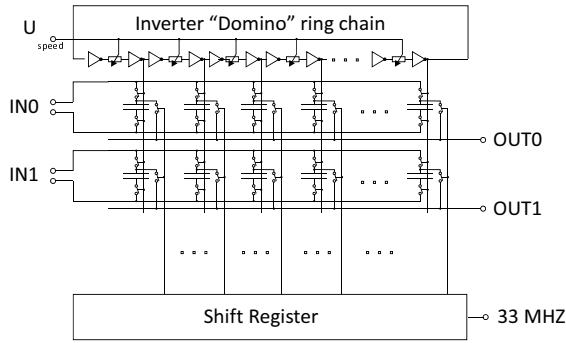 Inverter “Domino” ring chain
U
speed
IN0
OUT0
IN1
OUT1
Shift Register
33 MHZ